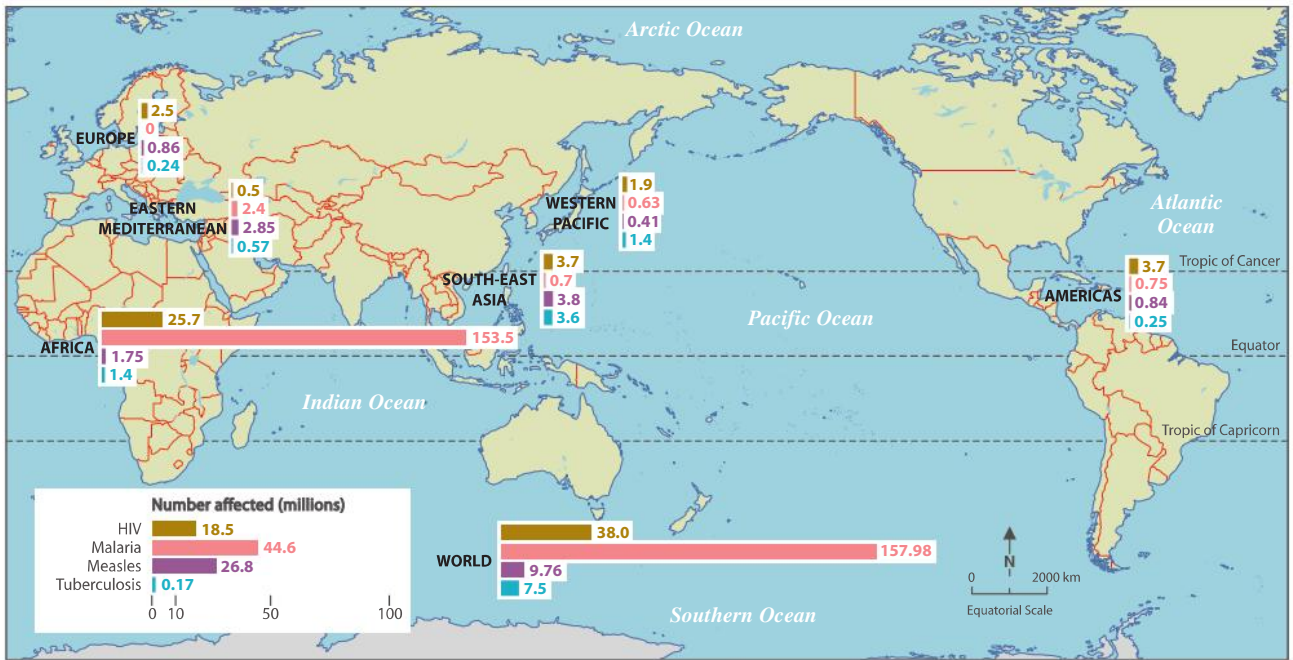 Arctic Ocean
EUROPE
2.5
0
0.86
0.24
EASTERN
MEDITERRANEAN
0.5
2.4
2.85
0.57
WESTERN
PACIFIC
1.9
0.63
0.41
1.4
Atlantic
Ocean
SOUTH-EAST
ASIA
3.7
0.7
3.8
3.6
Tropic of Cancer
AMERICAS
3.7
0.75
0.84
0.25
AFRICA
25.7
153.5
1.75
1.4
Pacific Ocean
Equator
Indian Ocean
Tropic of Capricorn
Number affected (millions)
HIV 18.5
Malaria 44.6
Measles 26.8
Tuberculosis 0.17
0 10 50 100
WORLD
38.0
157.98
9.76
7.5
N
0 2000 km
Equatorial Scale
Southern Ocean